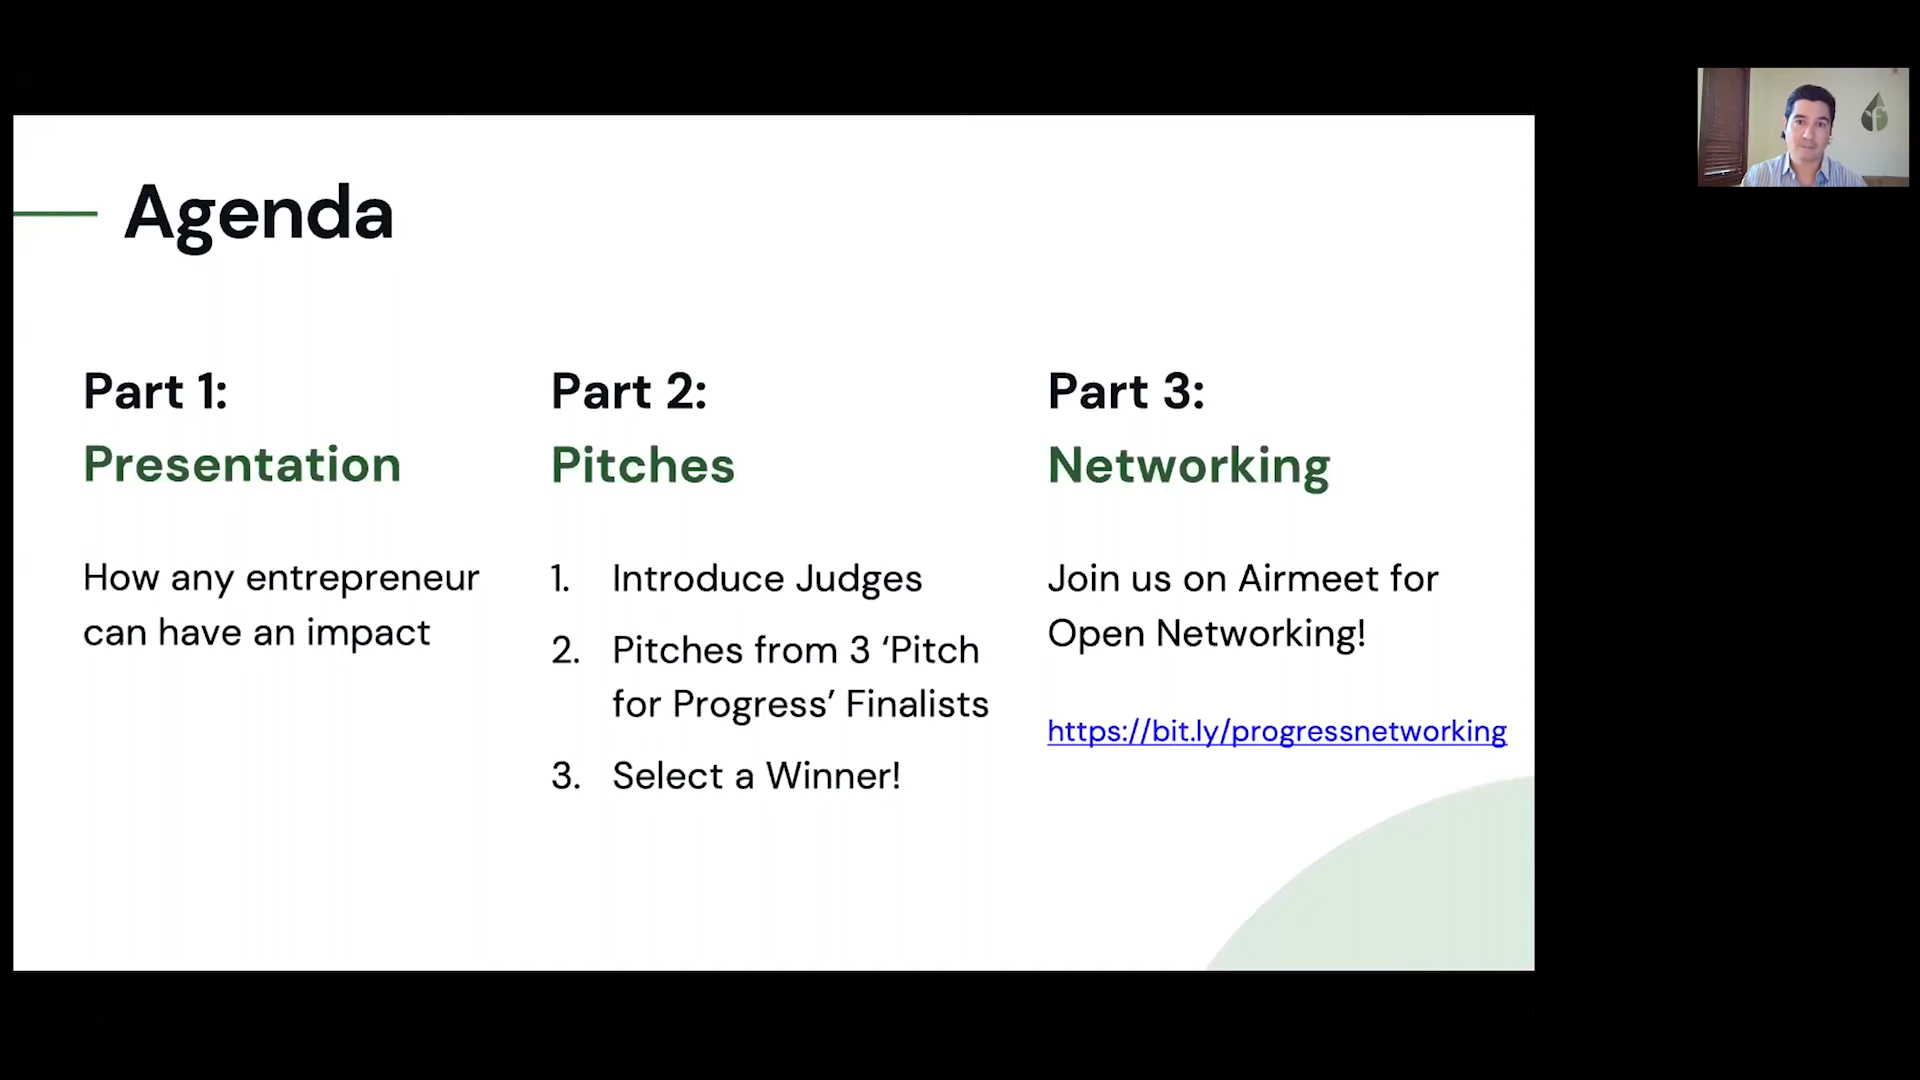 Agenda
Part 1:
Presentation
How any entrepreneur
can have an impact
Part 2:
Pitches
1. Introduce Judges
2. Pitches from 3 ‘Pitch
for Progress’ Finalists
3. Select a Winner!
Part 3:
Networking
Join us on Airmeet for
Open Networking!
https://bit.ly/progressnetworking
f